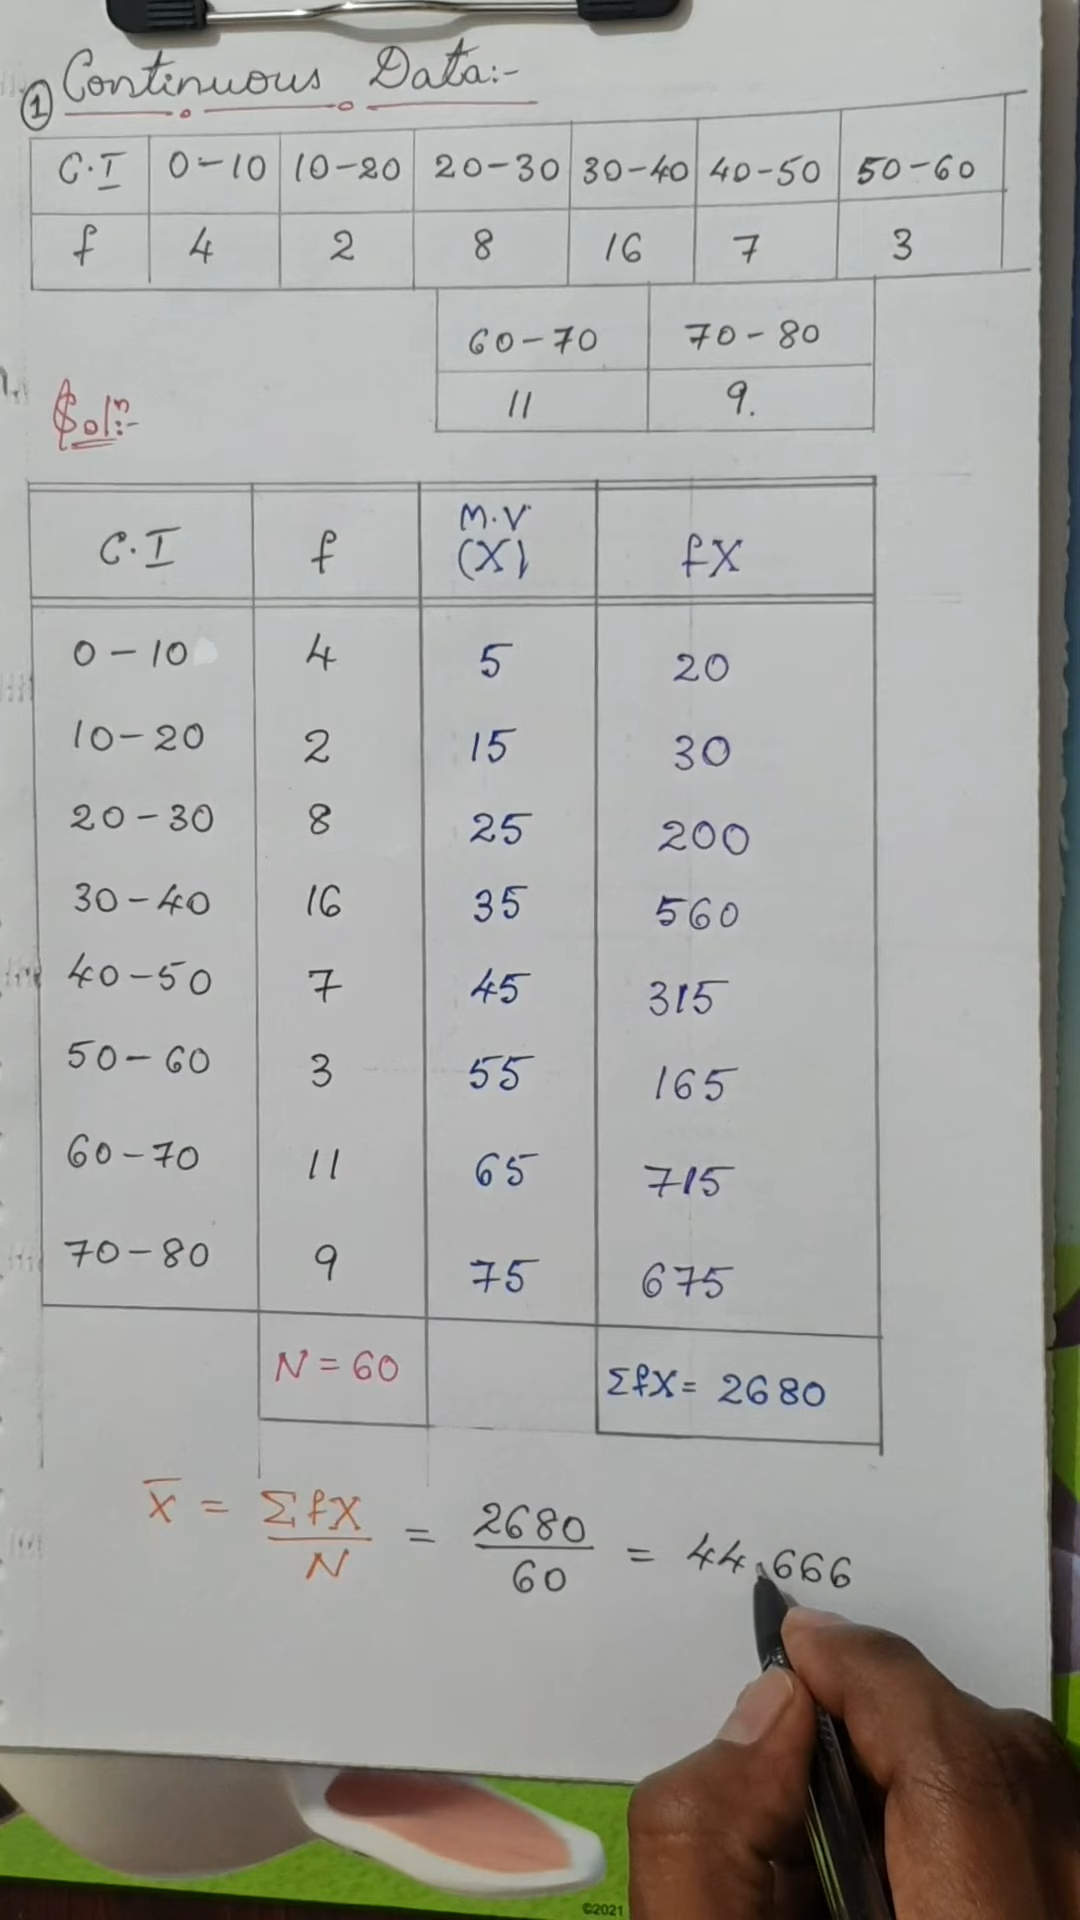 ① Continuous Data:-
C.I 0-10 10-20 20-30 30-40 40-50 50-60
f 4 2 8 16 7 3
60-70 70-80
11 9.
Solⁿ:-
C.I f M.V (X) fX
0-10 4 5 20
10-20 2 15 30
20-30 8 25 200
30-40 16 35 560
40-50 7 45 315
50-60 3 55 165
60-70 11 65 715
70-80 9 75 675
N = 60 ΣfX = 2680
X̅ = ΣfX/N = 2680/60 = 44.666
©2021